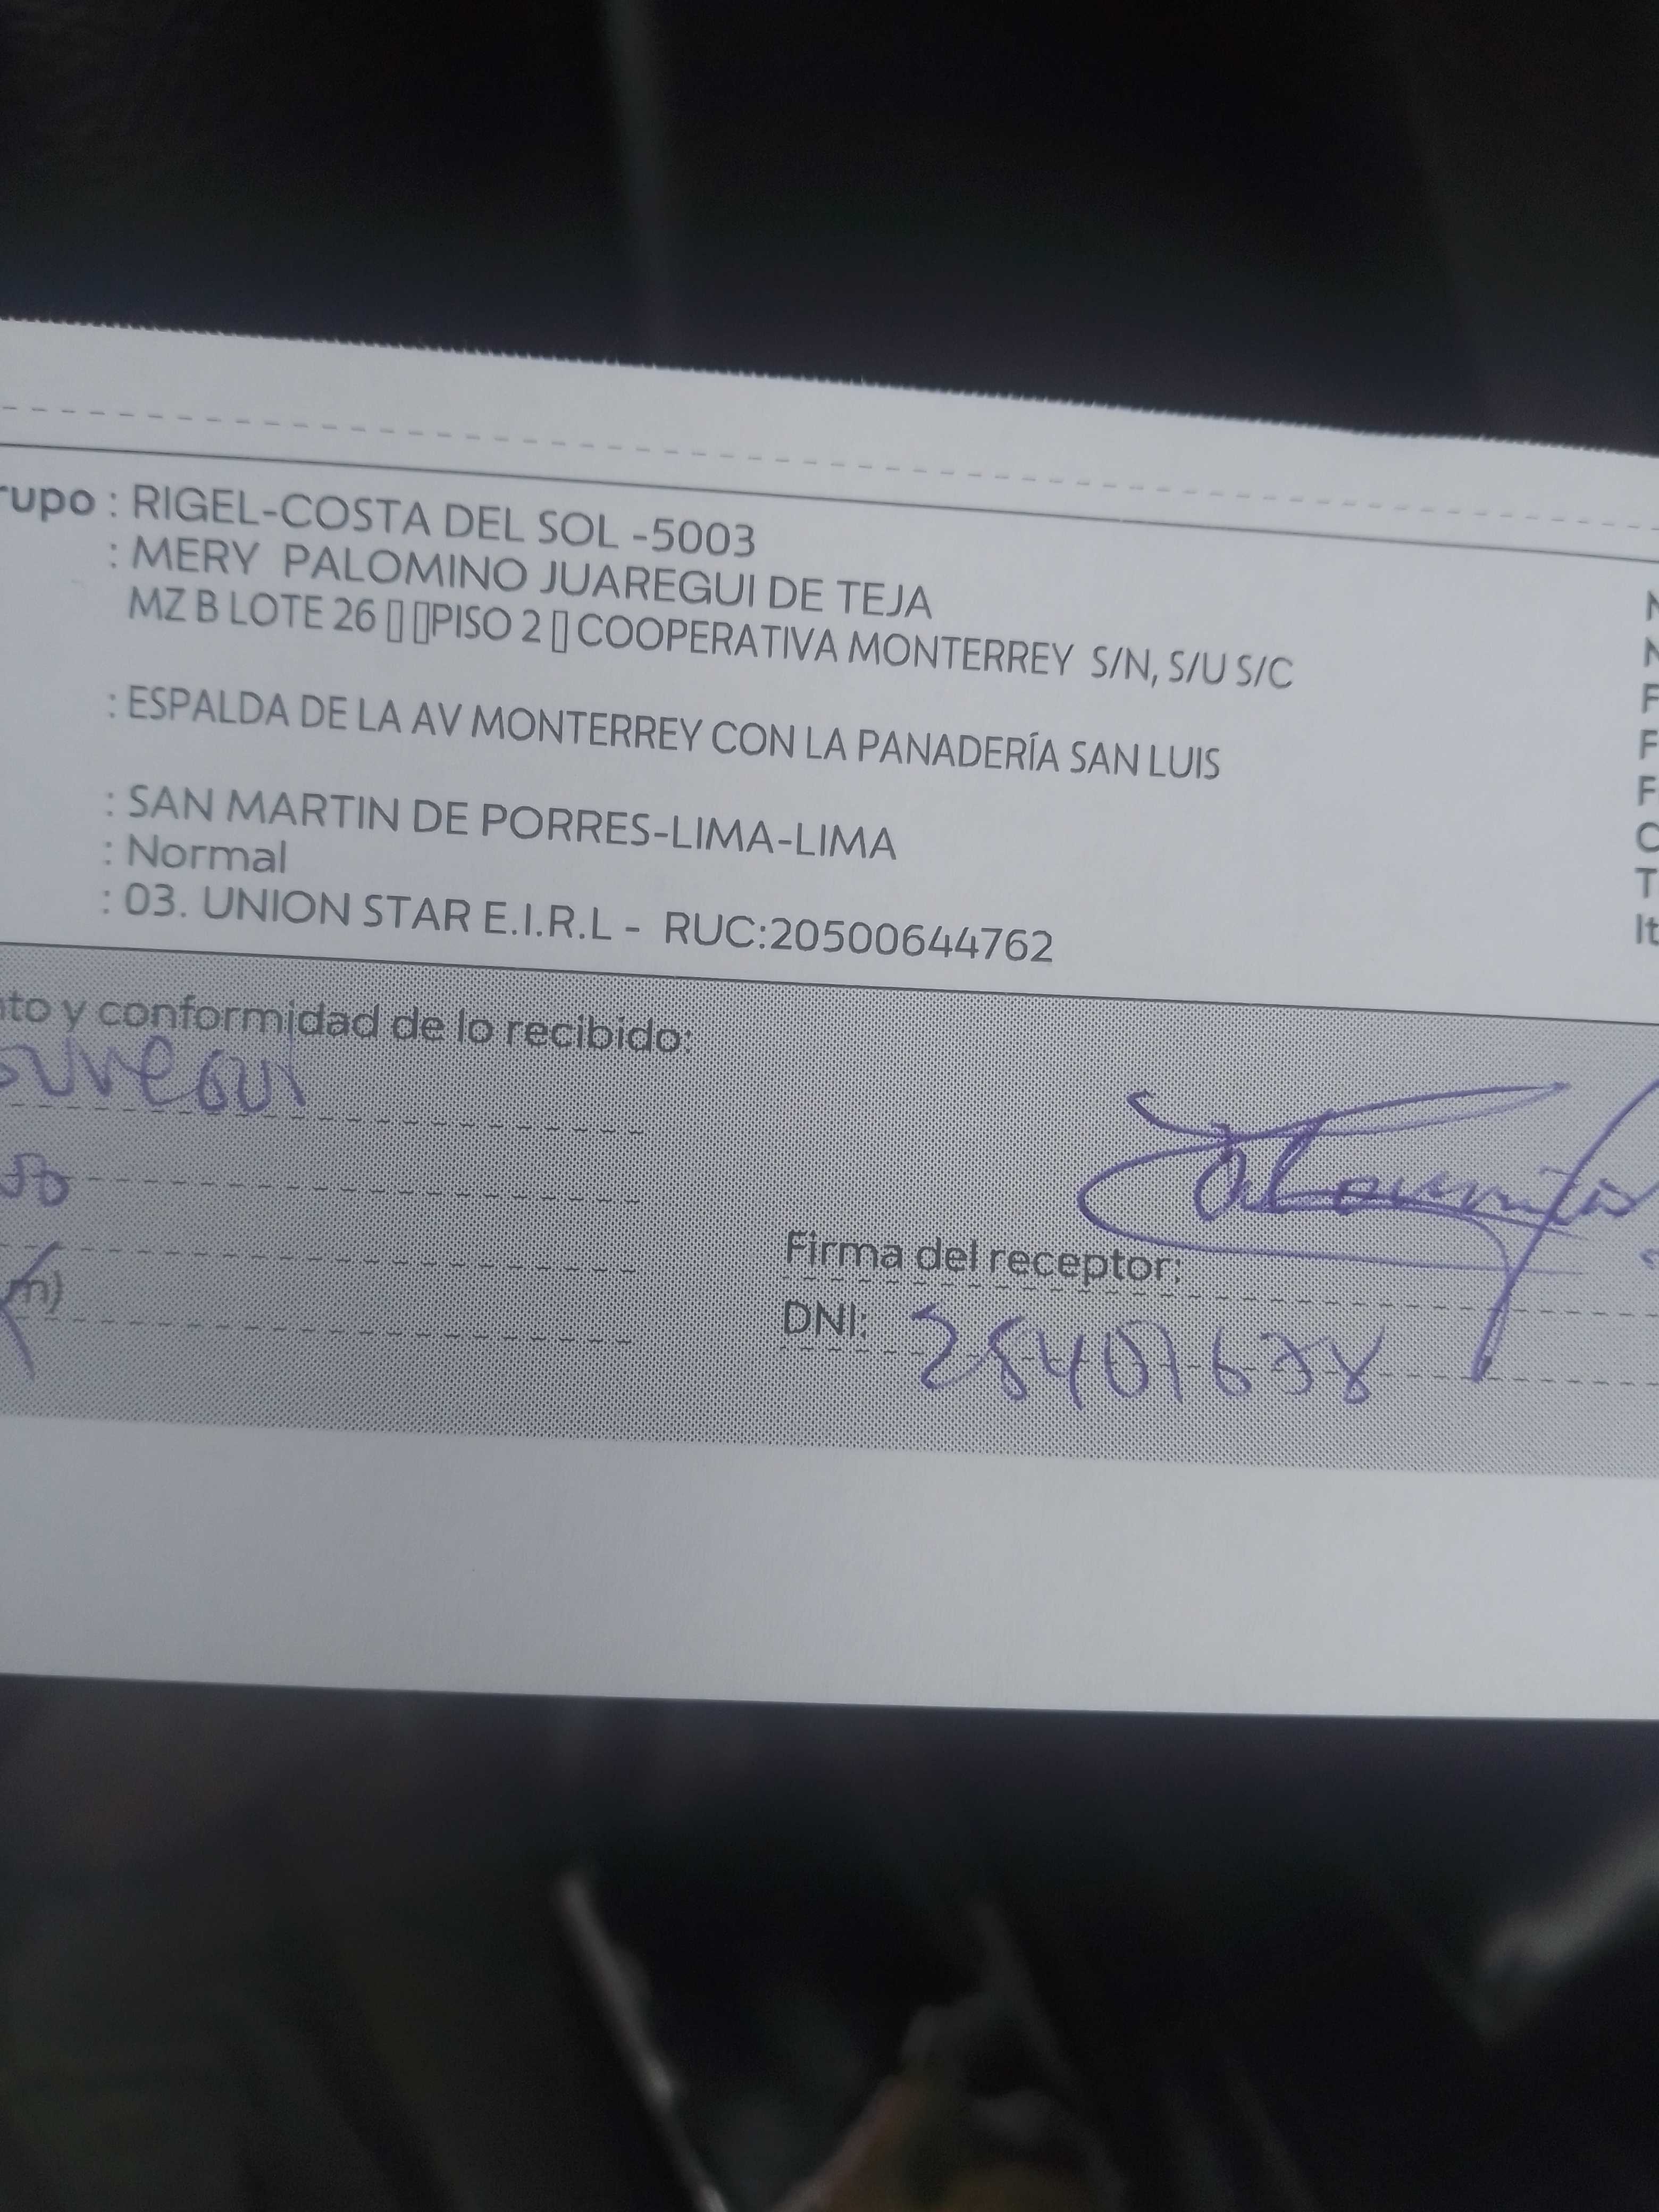 rupo : RIGEL-COSTA DEL SOL -5003
: MERY PALOMINO JUAREGUI DE TEJA
MZ B LOTE 26 ▯ ▯PISO 2 ▯ COOPERATIVA MONTERREY S/N, S/U S/C
: ESPALDA DE LA AV MONTERREY CON LA PANADERÍA SAN LUIS
: SAN MARTIN DE PORRES-LIMA-LIMA
: Normal
: 03. UNION STAR E.I.R.L - RUC:20500644762
N
N
F
F
F
C
T
It
nto y conformidad de lo recibido:
Firma del receptor:
DNI: